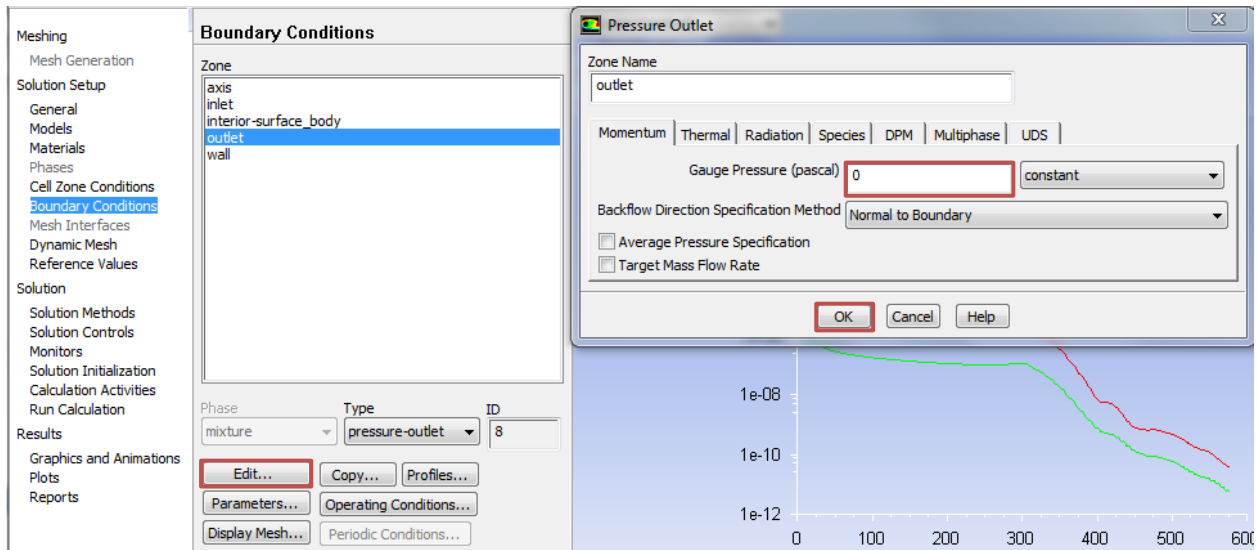 Meshing
Mesh Generation
Solution Setup
General
Models
Materials
Phases
Cell Zone Conditions
Boundary Conditions
Mesh Interfaces
Dynamic Mesh
Reference Values
Solution
Solution Methods
Solution Controls
Monitors
Solution Initialization
Calculation Activities
Run Calculation
Results
Graphics and Animations
Plots
Reports
Boundary Conditions
Zone
axis
inlet
interior-surface_body
outlet
wall
Phase Type ID
mixture pressure-outlet 8
Edit... Copy... Profiles...
Parameters... Operating Conditions...
Display Mesh... Periodic Conditions...
Pressure Outlet
Zone Name
outlet
Momentum Thermal Radiation Species DPM Multiphase UDS
Gauge Pressure (pascal) 0 constant
Backflow Direction Specification Method Normal to Boundary
Average Pressure Specification
Target Mass Flow Rate
OK Cancel Help
1e-08
1e-10
1e-12
0 100 200 300 400 500